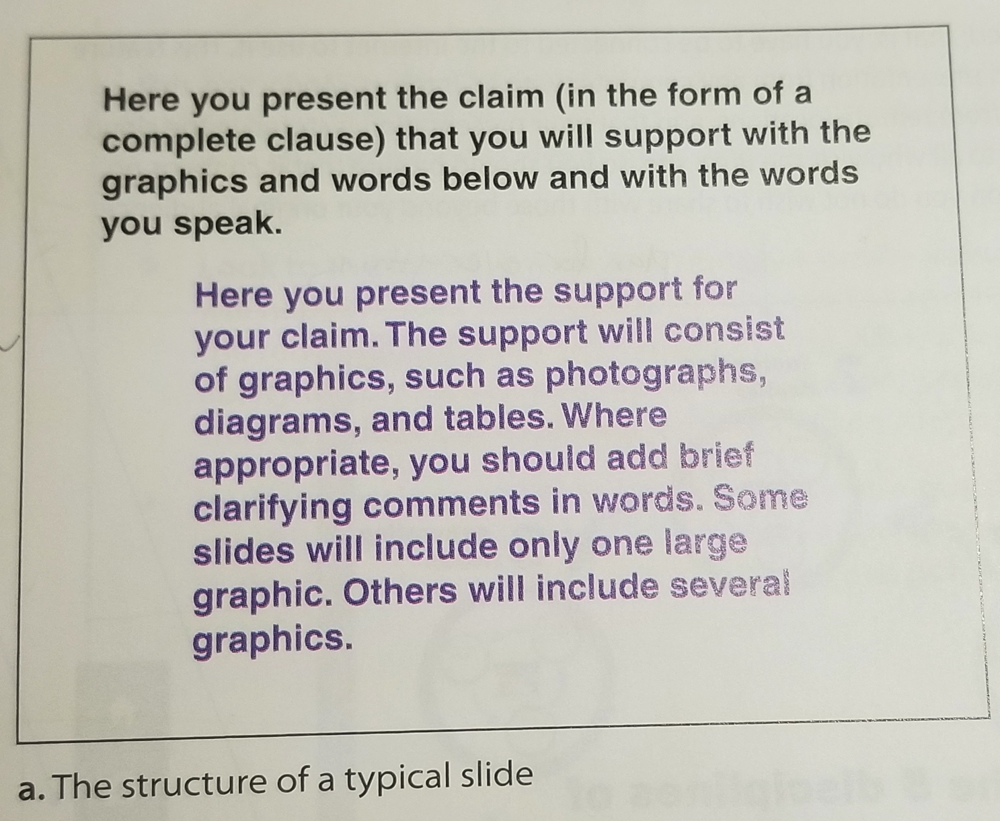 Here you present the claim (in the form of a
complete clause) that you will support with the
graphics and words below and with the words
you speak.
Here you present the support for
your claim. The support will consist
of graphics, such as photographs,
diagrams, and tables. Where
appropriate, you should add brief
clarifying comments in words. Some
slides will include only one large
graphic. Others will include several
graphics.
a. The structure of a typical slide